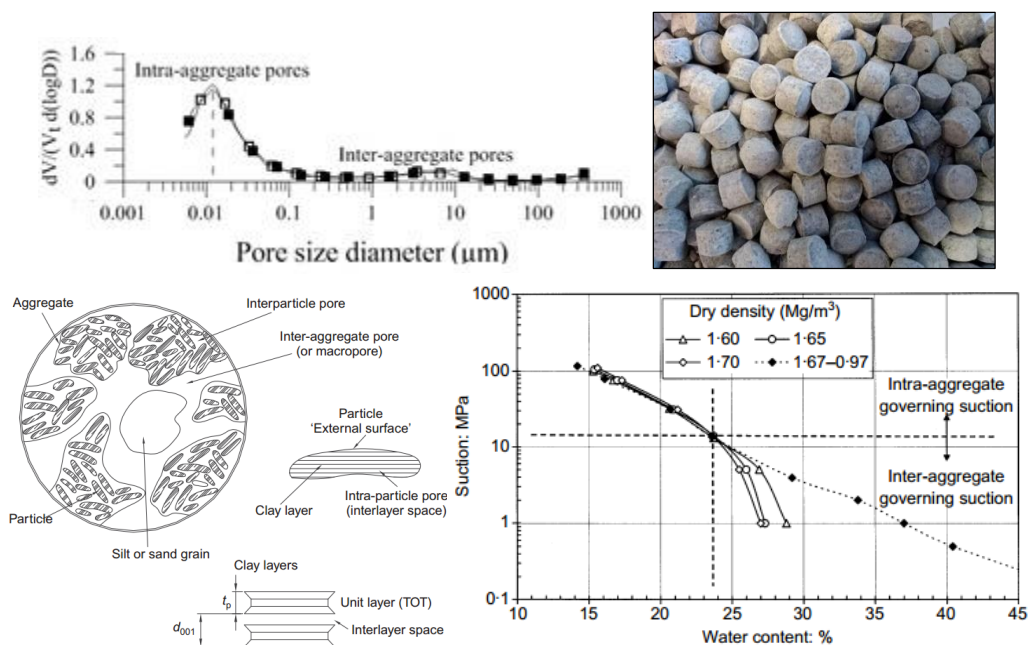 dV/(V_t d(logD))
1.6
1.2
0.8
0.4
0
Intra-aggregate pores
Inter-aggregate pores
0.001
0.01
0.1
1
10
100
1000
Pore size diameter (µm)
Aggregate
Interparticle pore
Inter-aggregate pore
(or macropore)
Particle
'External surface'
Clay layer
Intra-particle pore
(interlayer space)
Particle
Silt or sand grain
Clay layers
t_p
Unit layer (TOT)
d_001
Interlayer space
Suction: MPa
1000
100
10
1
0·1
Dry density (Mg/m³)
1·60
1·65
1·70
1·67–0·97
Intra-aggregate
governing suction
Inter-aggregate
governing suction
10
15
20
25
30
35
40
45
Water content: %